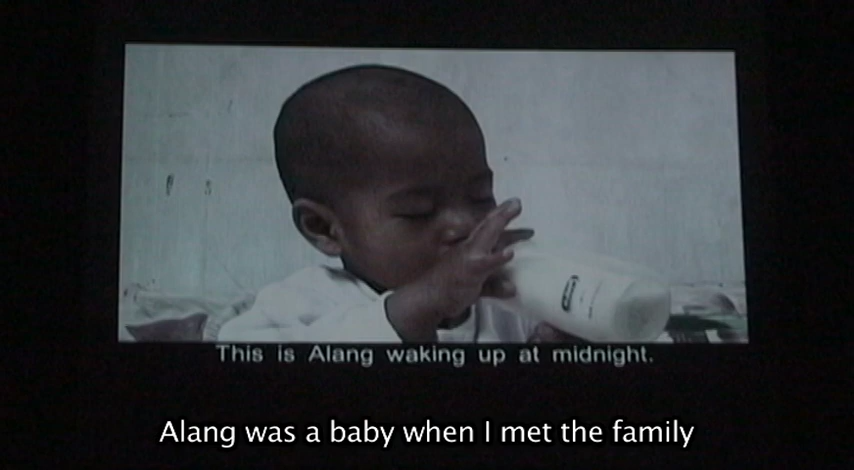 This is Alang waking up at midnight.
Alang was a baby when I met the family